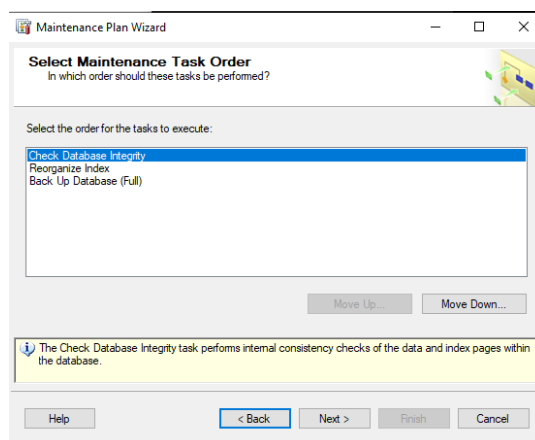 Maintenance Plan Wizard
Select Maintenance Task Order
In which order should these tasks be performed?
Select the order for the tasks to execute:
Check Database Integrity
Reorganize Index
Back Up Database (Full)
Move Up...
Move Down...
The Check Database Integrity task performs internal consistency checks of the data and index pages within
the database.
Help
< Back
Next >
Finish
Cancel